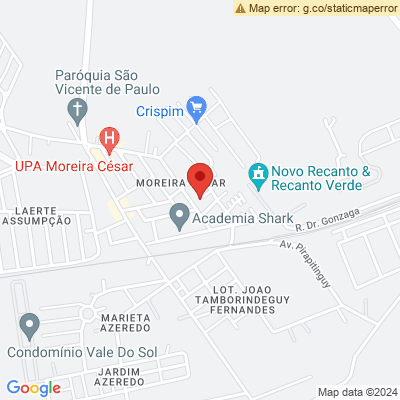 Map error: g.co/staticmaperror
Paróquia São
Vicente de Paulo
Crispim
UPA Moreira César
MOREIRA
AR
Novo Recanto &
Recanto Verde
LAERTE
ASSUMPÇÃO
Academia Shark
R. Dr. Gonzaga
Av. Pirapitinguy
LOT. JOAO
TAMBORINDEGUY
FERNANDES
MARIETA
AZEREDO
Condomínio Vale Do Sol
JARDIM
AZEREDO
Google
Map data ©2024